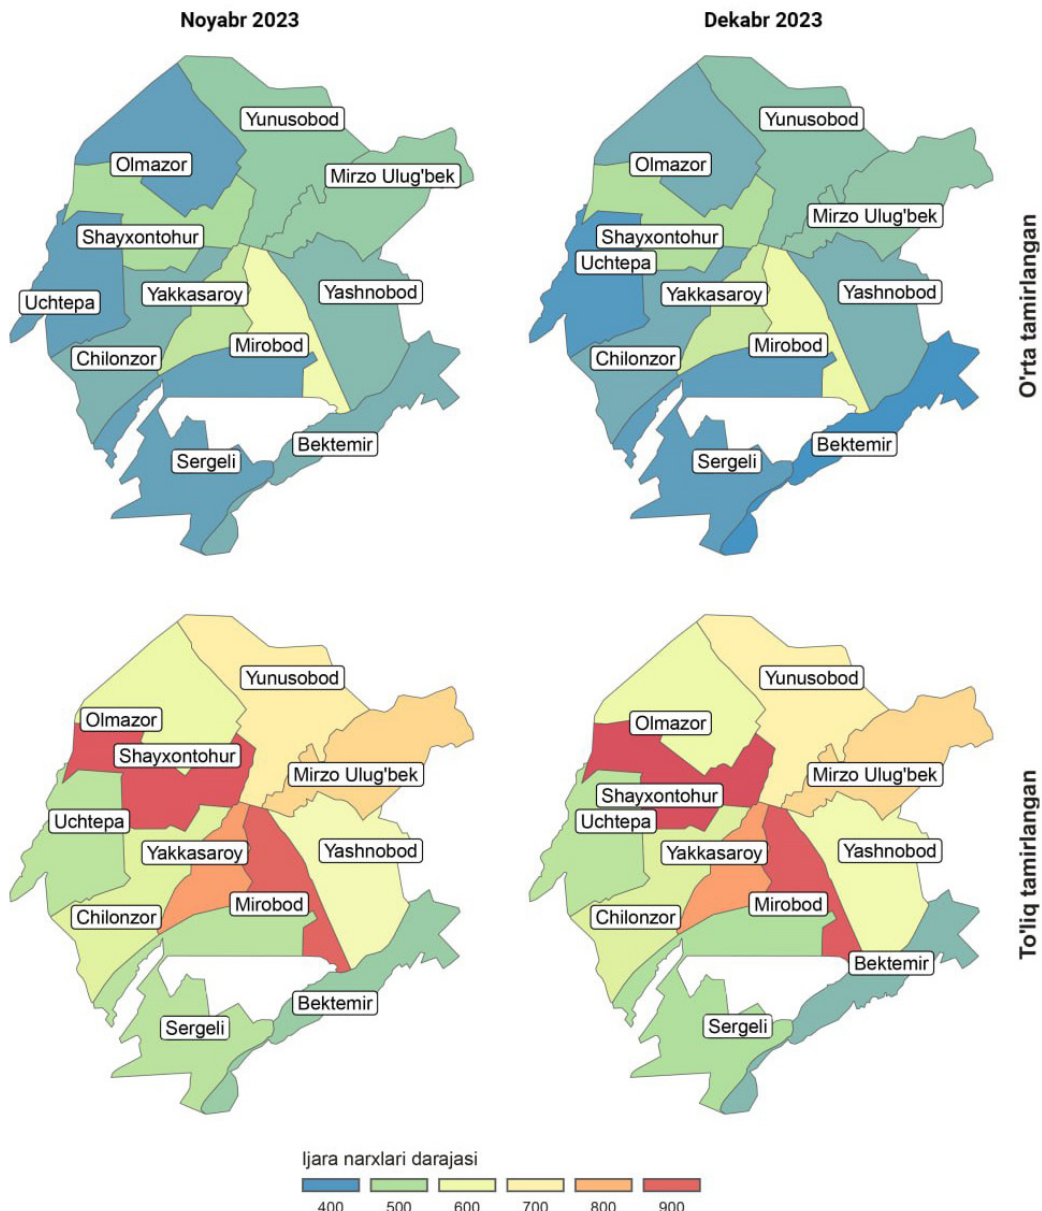 Noyabr 2023
Dekabr 2023
Yunusobod
Olmazor
Mirzo Ulug'bek
Shayxontohur
Uchtepa
Yakkasaroy
Yashnobod
Chilonzor
Mirobod
Sergeli
Bektemir
Yunusobod
Olmazor
Mirzo Ulug'bek
Shayxontohur
Uchtepa
Yakkasaroy
Yashnobod
Chilonzor
Mirobod
Sergeli
Bektemir
O'rta tamirlangan
Yunusobod
Olmazor
Shayxontohur
Mirzo Ulug'bek
Uchtepa
Yakkasaroy
Yashnobod
Chilonzor
Mirobod
Bektemir
Sergeli
Yunusobod
Olmazor
Mirzo Ulug'bek
Shayxontohur
Uchtepa
Yakkasaroy
Yashnobod
Chilonzor
Mirobod
Bektemir
Sergeli
To'liq tamirlangan
Ijara narxlari darajasi
400 500 600 700 800 900